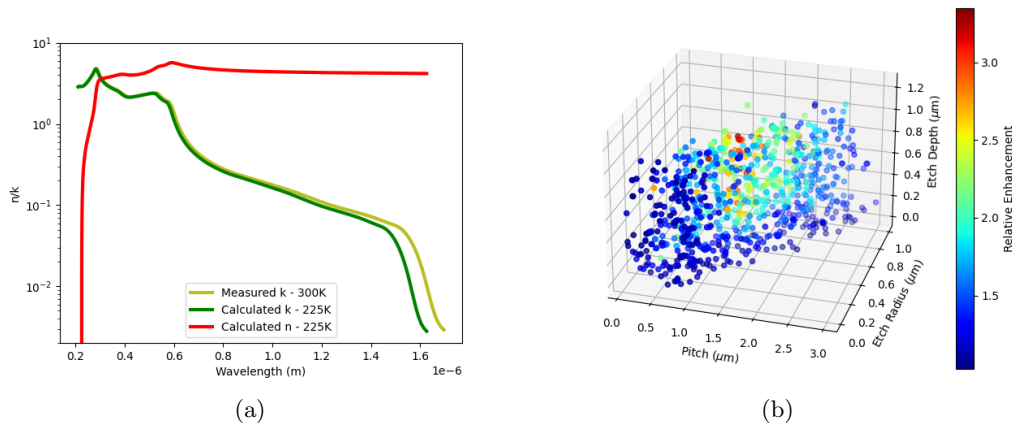 10¹
10⁰
10⁻¹
10⁻²
n/k
Measured k - 300K
Calculated k - 225K
Calculated n - 225K
0.2 0.4 0.6 0.8 1.0 1.2 1.4 1.6
1e-6
Wavelength (m)
(a)
1.2
1.0
0.8
0.6
0.4
0.2
0.0
Etch Depth (μm)
1.0
0.8
0.6
0.4
0.2
0.0
Etch Radius (μm)
0.0 0.5 1.0 1.5 2.0 2.5 3.0
Pitch (μm)
3.0
2.5
2.0
1.5
Relative Enhancement
(b)